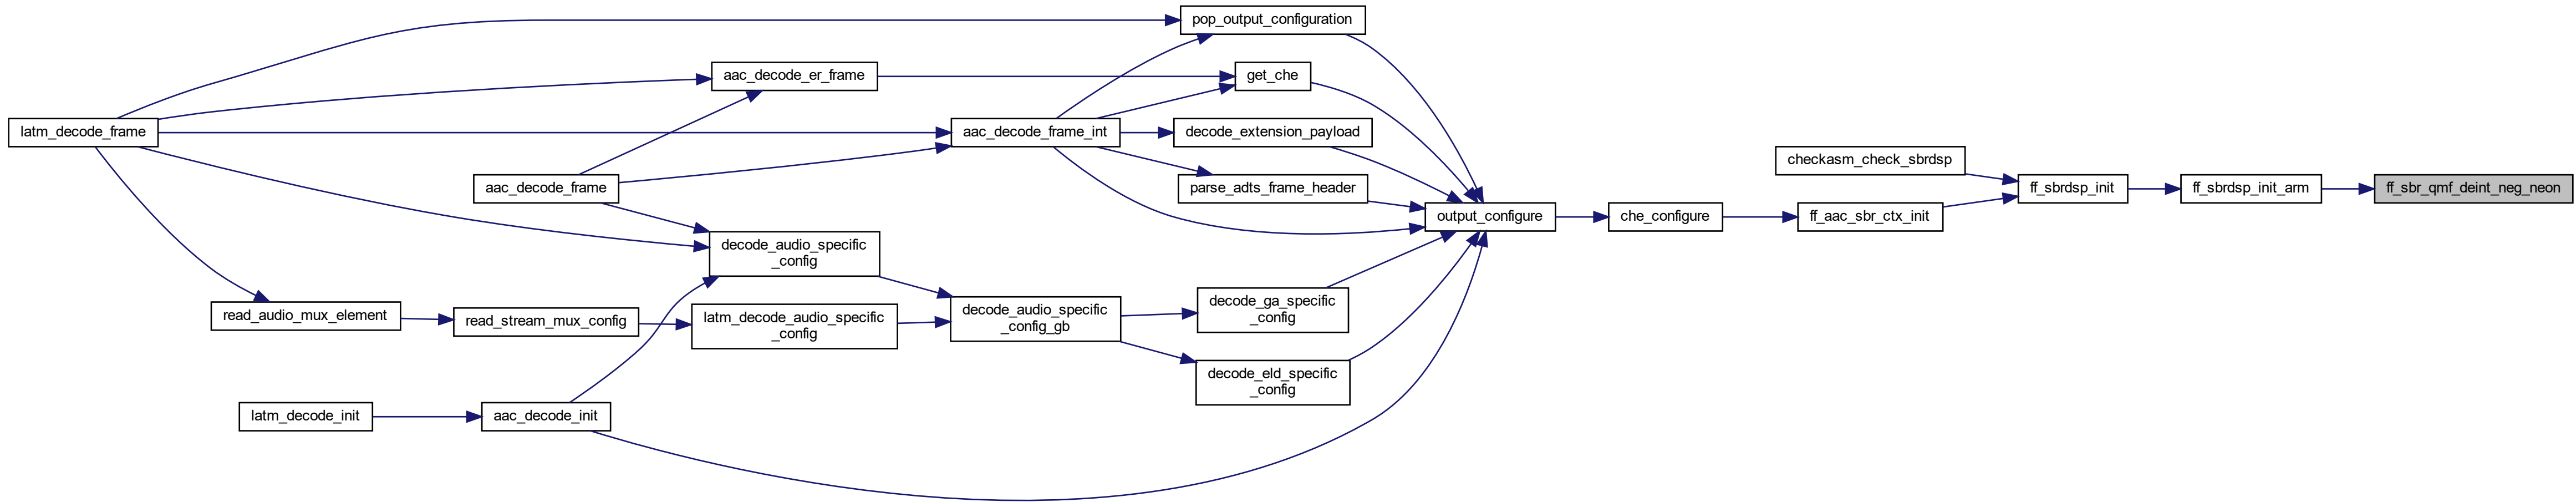 pop_output_configuration
aac_decode_er_frame
get_che
latm_decode_frame
aac_decode_frame_int
decode_extension_payload
checkasm_check_sbrdsp
aac_decode_frame
parse_adts_frame_header
ff_sbrdsp_init
ff_sbrdsp_init_arm
ff_sbr_qmf_deint_neg_neon
output_configure
che_configure
ff_aac_sbr_ctx_init
decode_audio_specific
_config
read_audio_mux_element
read_stream_mux_config
latm_decode_audio_specific
_config
decode_audio_specific
_config_gb
decode_ga_specific
_config
decode_eld_specific
_config
latm_decode_init
aac_decode_init